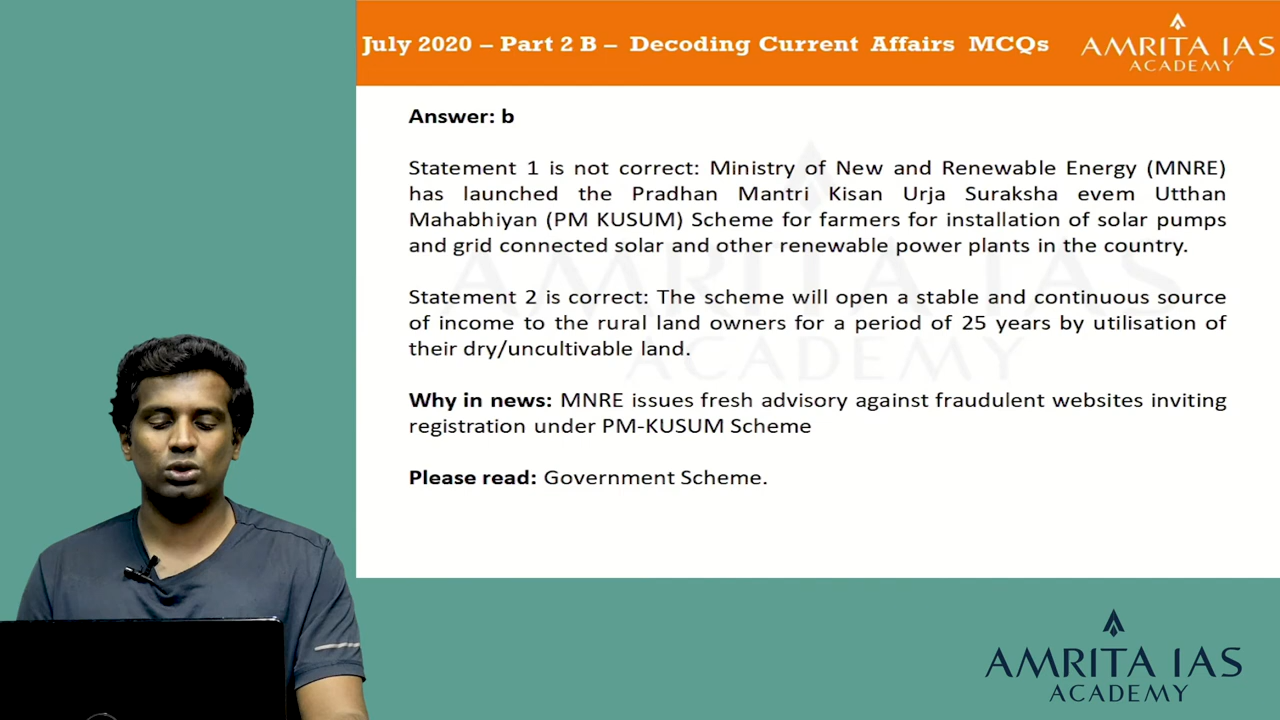 July 2020 – Part 2 B – Decoding Current Affairs MCQs
AMRITA IAS
ACADEMY
Answer: b
Statement 1 is not correct: Ministry of New and Renewable Energy (MNRE)
has launched the Pradhan Mantri Kisan Urja Suraksha evem Utthan
Mahabhiyan (PM KUSUM) Scheme for farmers for installation of solar pumps
and grid connected solar and other renewable power plants in the country.
Statement 2 is correct: The scheme will open a stable and continuous source
of income to the rural land owners for a period of 25 years by utilisation of
their dry/uncultivable land.
Why in news: MNRE issues fresh advisory against fraudulent websites inviting
registration under PM-KUSUM Scheme
Please read: Government Scheme.
AMRITA IAS
ACADEMY
AMRITA IAS
ACADEMY